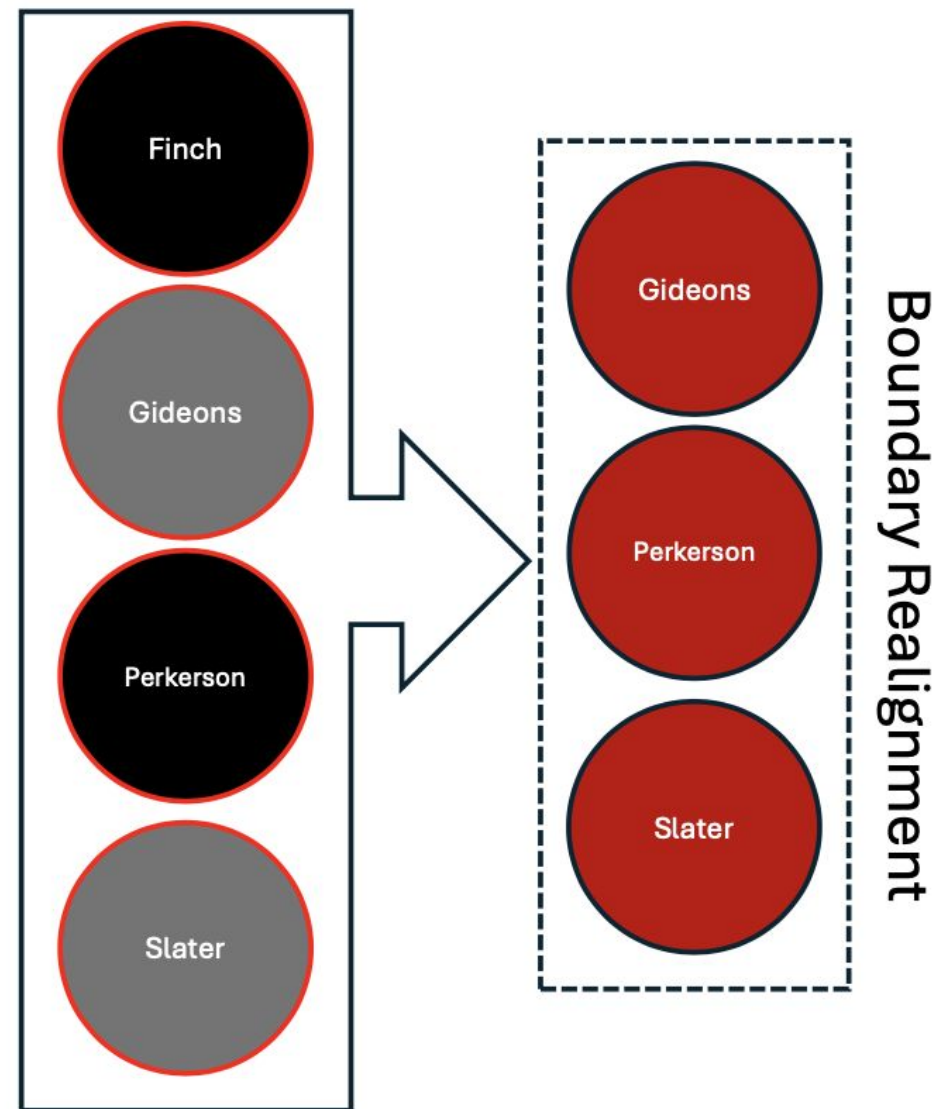 Finch
Gideons
Perkerson
Slater
Gideons
Perkerson
Slater
Boundary Realignment